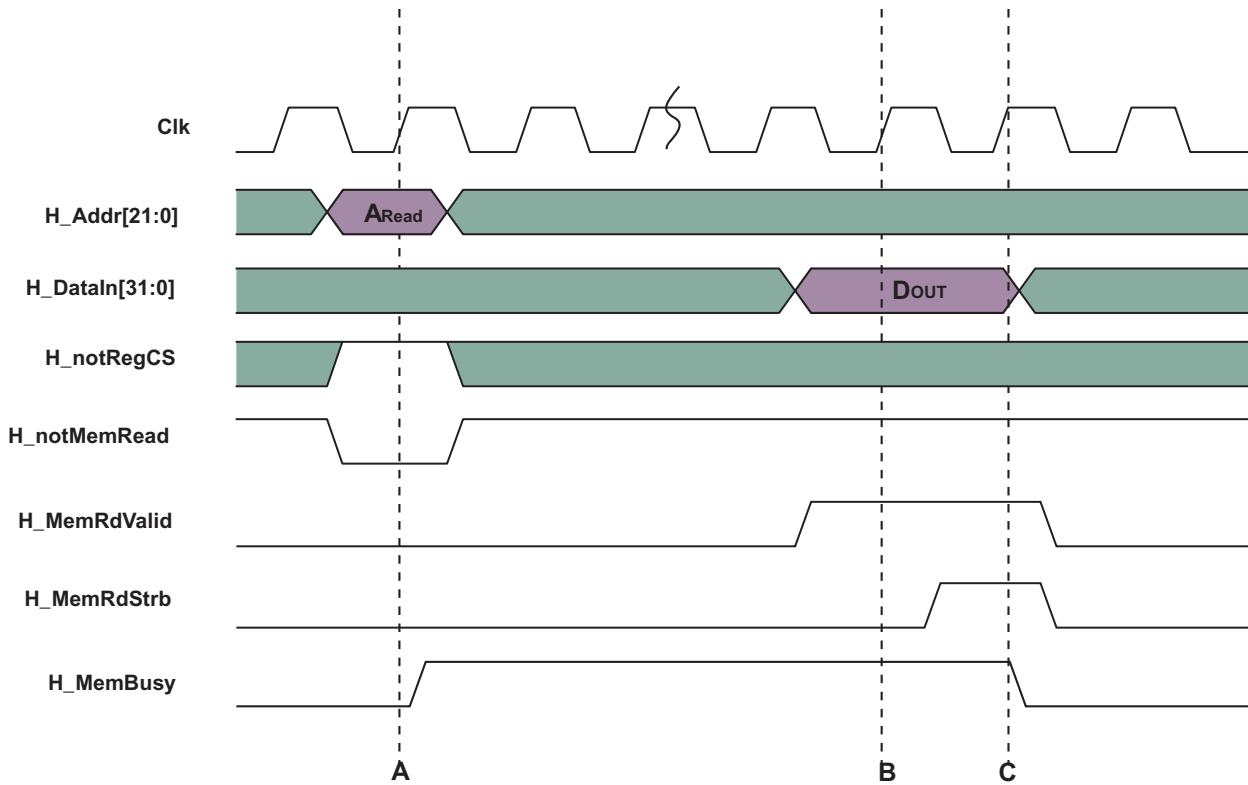 Clk
H_Addr[21:0]
ARead
H_DataIn[31:0]
DOUT
H_notRegCS
H_notMemRead
H_MemRdValid
H_MemRdStrb
H_MemBusy
A
B
C